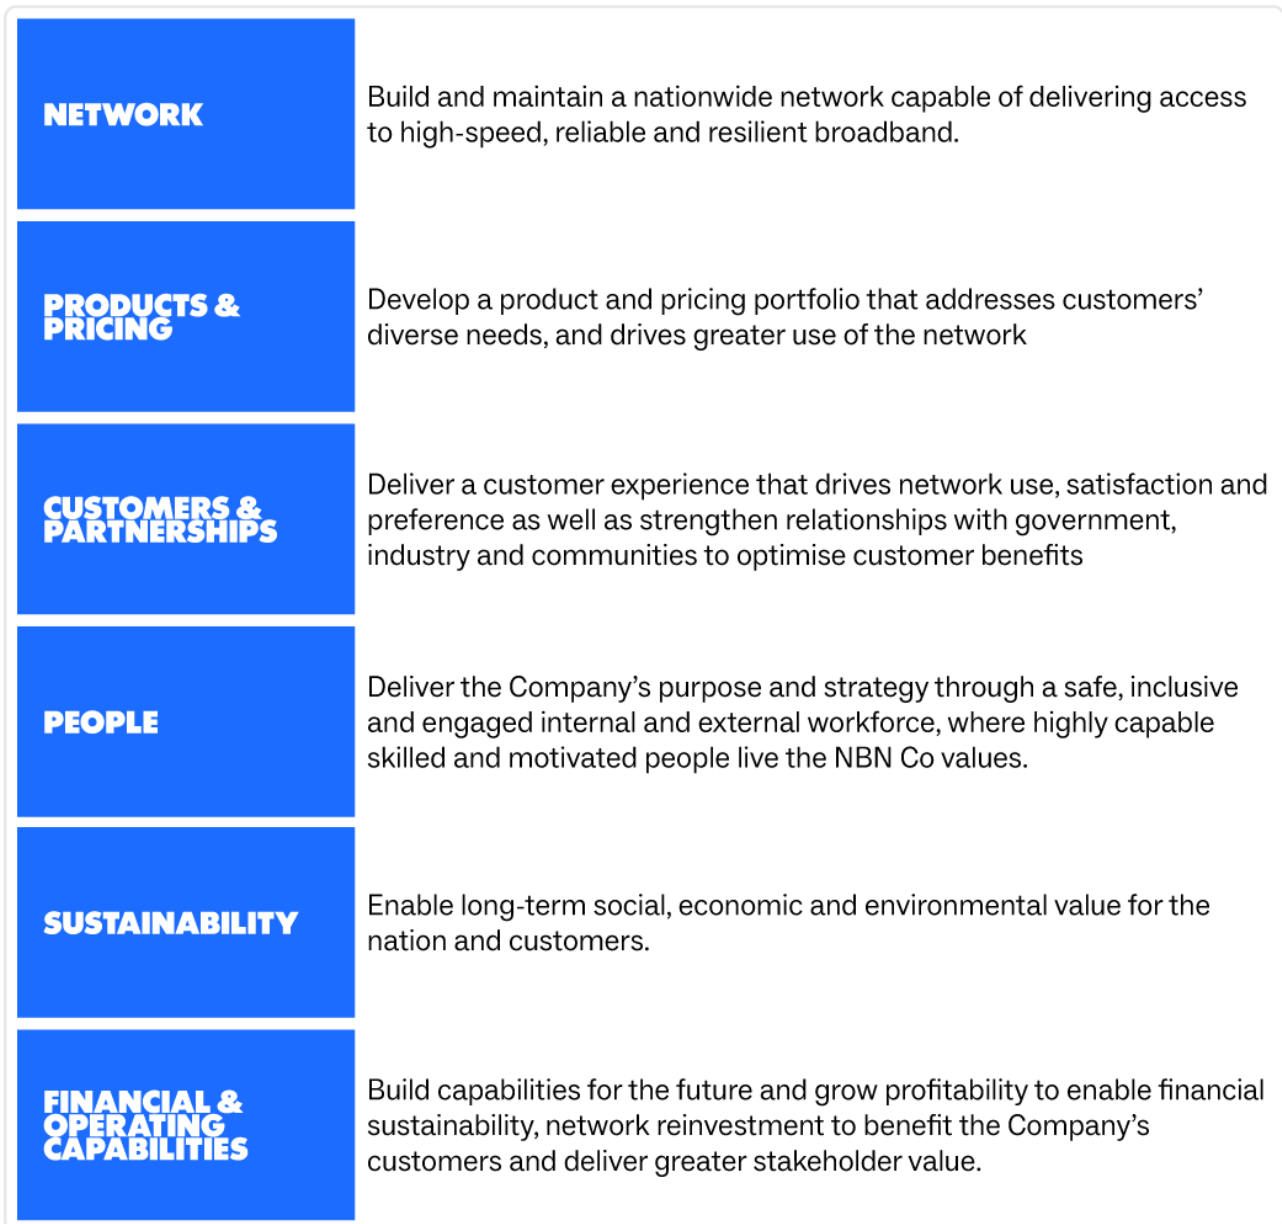 NETWORK
Build and maintain a nationwide network capable of delivering access
to high-speed, reliable and resilient broadband.
PRODUCTS &
PRICING
Develop a product and pricing portfolio that addresses customers’
diverse needs, and drives greater use of the network
CUSTOMERS &
PARTNERSHIPS
Deliver a customer experience that drives network use, satisfaction and
preference as well as strengthen relationships with government,
industry and communities to optimise customer benefits
PEOPLE
Deliver the Company’s purpose and strategy through a safe, inclusive
and engaged internal and external workforce, where highly capable
skilled and motivated people live the NBN Co values.
SUSTAINABILITY
Enable long-term social, economic and environmental value for the
nation and customers.
FINANCIAL &
OPERATING
CAPABILITIES
Build capabilities for the future and grow profitability to enable financial
sustainability, network reinvestment to benefit the Company’s
customers and deliver greater stakeholder value.